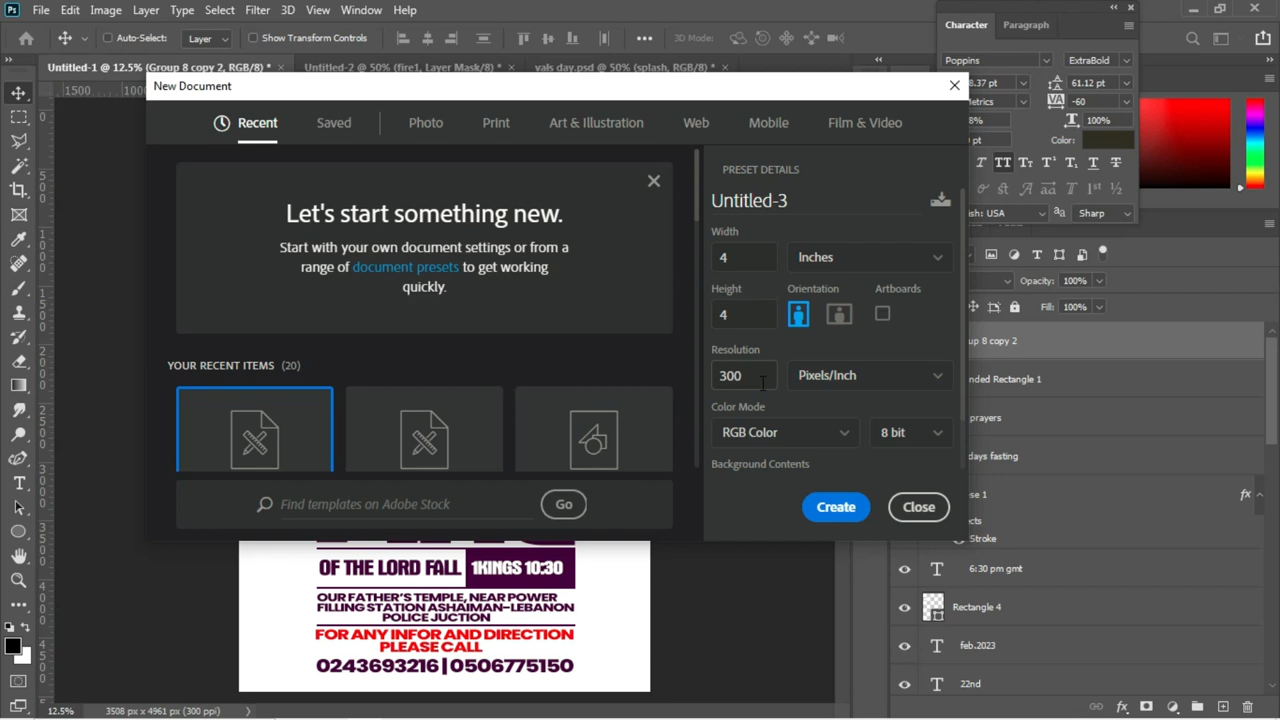 Ps File Edit Image Layer Type Select Filter 3D View Window Help
Auto-Select: Layer Show Transform Controls 3D Mode:
Untitled-1 @ 12.5% (Group 8 copy 2, RGB/8) * × Untitled-2 @ 50% (fire1, Layer Mask/8) * × vals day.psd @ 50% (splash, RGB/8) * ×
1500
New Document
Recent Saved Photo Print Art & Illustration Web Mobile Film & Video
Let's start something new.
Start with your own document settings or from a
range of document presets to get working
quickly.
YOUR RECENT ITEMS (20)
Find templates on Adobe Stock Go
PRESET DETAILS
Untitled-3
Width
4 Inches
Height Orientation Artboards
4
Resolution
300 Pixels/Inch
Color Mode
RGB Color 8 bit
Background Contents
Create Close
Character Paragraph
Poppins ExtraBold
8.37 pt 61.12 pt
etrics -60
8% 100%
0 pt Color:
ish: USA Sharp
Opacity: 100%
Fill: 100%
up 8 copy 2
nded Rectangle 1
prayers
days fasting
se 1 fx
ects
Stroke
6:30 pm gmt
Rectangle 4
feb.2023
22nd
OF THE LORD FALL 1KINGS 10:30
OUR FATHER'S TEMPLE, NEAR POWER
FILLING STATION ASHAIMAN-LEBANON
POLICE JUCTION
FOR ANY INFOR AND DIRECTION
PLEASE CALL
0243693216 | 0506775150
12.5% 3508 px x 4961 px (300 ppi)